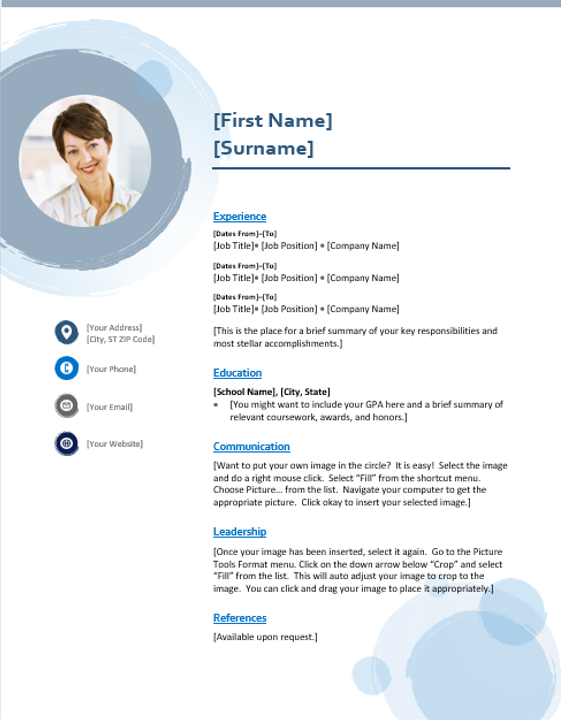 [First Name]
[Surname]
Experience
[Dates From]–[To]
[Job Title]• [Job Position] • [Company Name]
[Dates From]–[To]
[Job Title]• [Job Position] • [Company Name]
[Dates From]–[To]
[Job Title]• [Job Position] • [Company Name]
[This is the place for a brief summary of your key responsibilities and
most stellar accomplishments.]
[Your Address]
[City, ST ZIP Code]
[Your Phone]
[Your Email]
[Your Website]
Education
[School Name], [City, State]
• [You might want to include your GPA here and a brief summary of
relevant coursework, awards, and honors.]
Communication
[Want to put your own image in the circle?  It is easy!  Select the image
and do a right mouse click.  Select “Fill” from the shortcut menu.
Choose Picture… from the list.  Navigate your computer to get the
appropriate picture.  Click okay to insert your selected image.]
Leadership
[Once your image has been inserted, select it again.  Go to the Picture
Tools Format menu. Click on the down arrow below “Crop” and select
“Fill” from the list.  This will auto adjust your image to crop to the
image.  You can click and drag your image to place it appropriately.]
References
[Available upon request.]